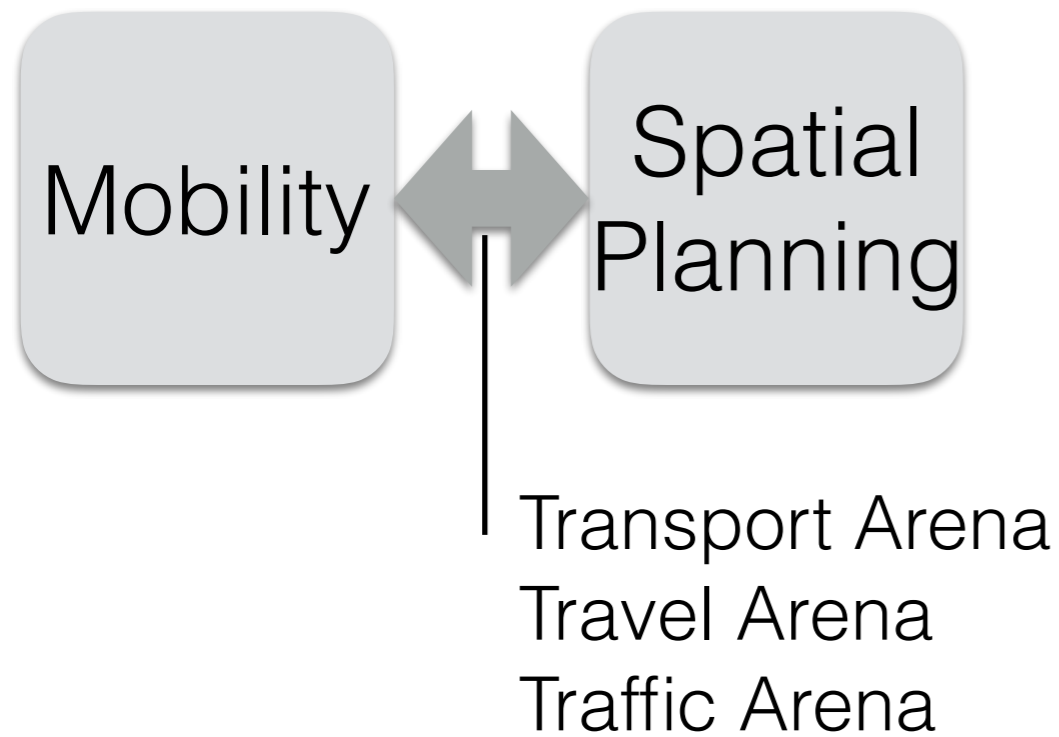 Mobility
Spatial
Planning
Transport Arena
Travel Arena
Traffic Arena